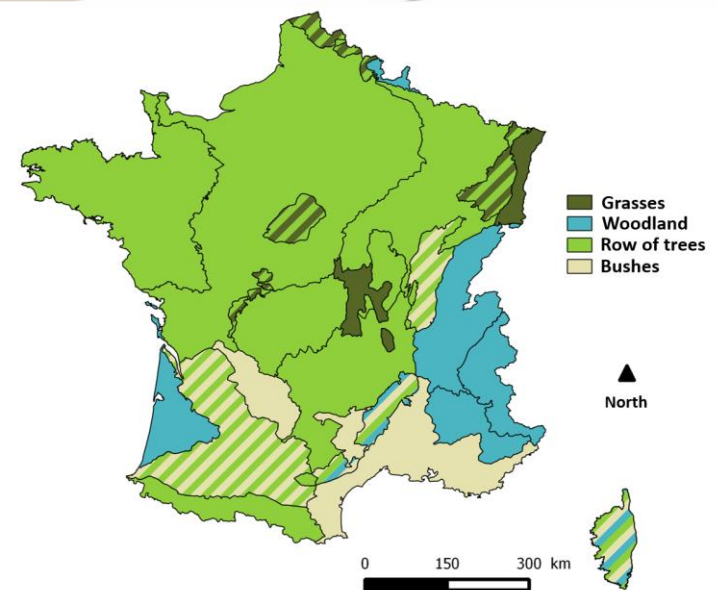 Grasses
Woodland
Row of trees
Bushes
North
0 150 300 km